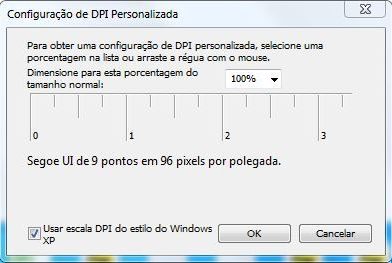 Configuração de DPI Personalizada
Para obter uma configuração de DPI personalizada, selecione uma
porcentagem na lista ou arraste a régua com o mouse.
Dimensione para esta porcentagem do
tamanho normal:
100%
0 1 2 3
Segoe UI de 9 pontos em 96 pixels por polegada.
Usar escala DPI do estilo do Windows
XP
OK Cancelar